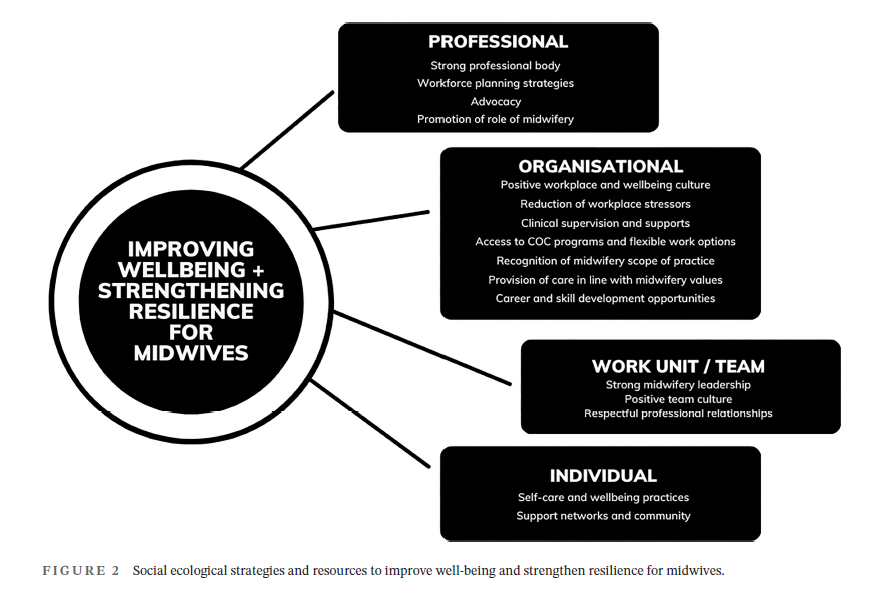 PROFESSIONAL
Strong professional body
Workforce planning strategies
Advocacy
Promotion of role of midwifery
ORGANISATIONAL
Positive workplace and wellbeing culture
Reduction of workplace stressors
Clinical supervision and supports
Access to COC programs and flexible work options
Recognition of midwifery scope of practice
Provision of care in line with midwifery values
Career and skill development opportunities
IMPROVING
WELLBEING +
STRENGTHENING
RESILIENCE
FOR
MIDWIVES
WORK UNIT / TEAM
Strong midwifery leadership
Positive team culture
Respectful professional relationships
INDIVIDUAL
Self-care and wellbeing practices
Support networks and community
FIGURE 2 Social ecological strategies and resources to improve well-being and strengthen resilience for midwives.